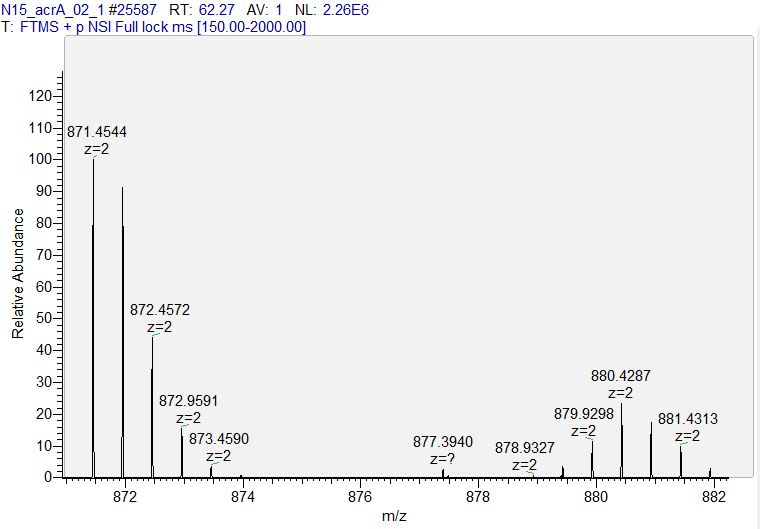 N15_acrA_02_1 #25587 RT: 62.27 AV: 1 NL: 2.26E6
T: FTMS + p NSI Full lock ms [150.00-2000.00]
120
110
100
90
80
70
60
50
40
30
20
10
0
Relative Abundance
871.4544
z=2
872.4572
z=2
872.9591
z=2
873.4590
z=2
877.3940
z=?
878.9327
z=2
879.9298
z=2
880.4287
z=2
881.4313
z=2
872
874
876
878
880
882
m/z